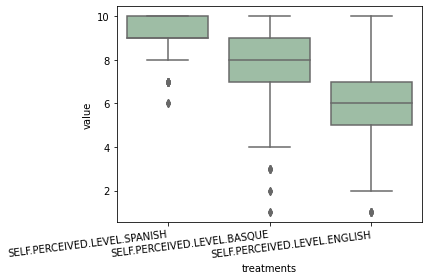 10
8
6
4
2
value
SELF.PERCEIVED.LEVEL.SPANISH
SELF.PERCEIVED.LEVEL.BASQUE
SELF.PERCEIVED.LEVEL.ENGLISH
treatments